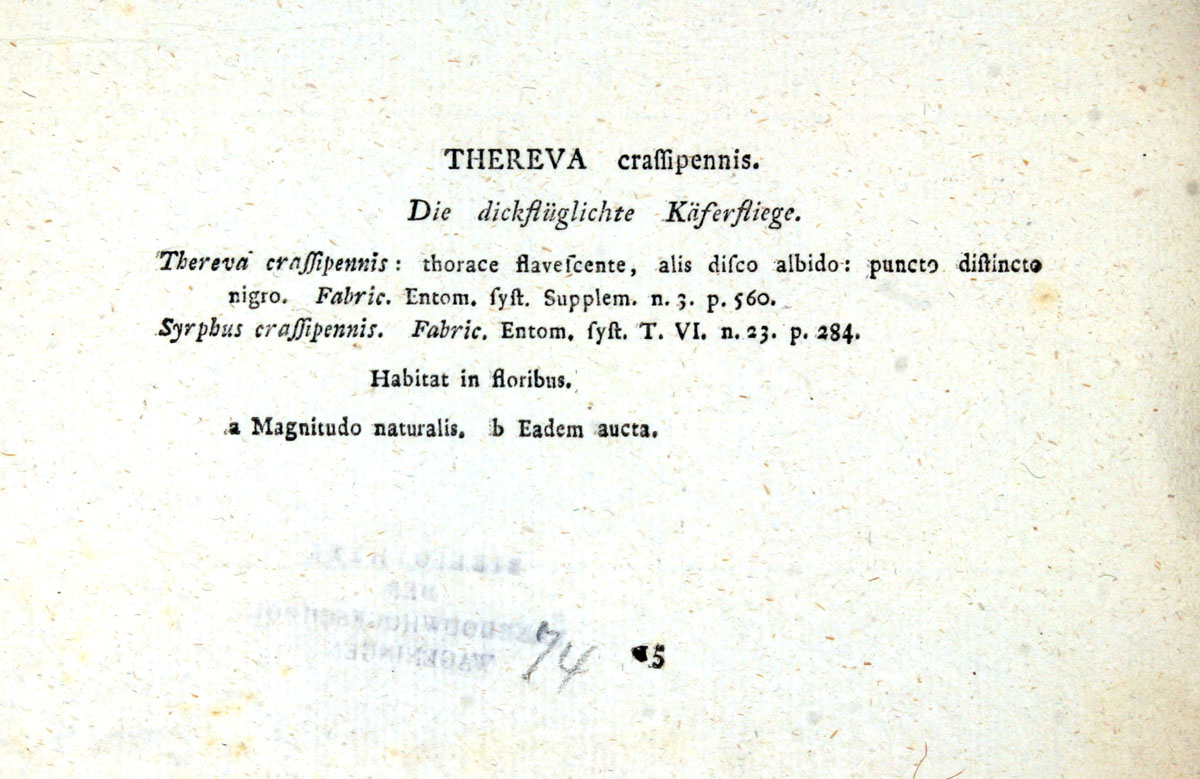 THEREVA craſſipennis.
Die dickflüglichte Käferfliege.
Thereva craſſipennis: thorace flaveſcente, alis diſco albido: puncto diſtincto
nigro. Fabric. Entom. ſyſt. Supplem. n. 3. p. 560.
Syrphus craſſipennis. Fabric. Entom. ſyſt. T. VI. n. 23. p. 284.
Habitat in floribus.
a Magnitudo naturalis. b Eadem aucta.
DER
WAGENINGEN
74 5